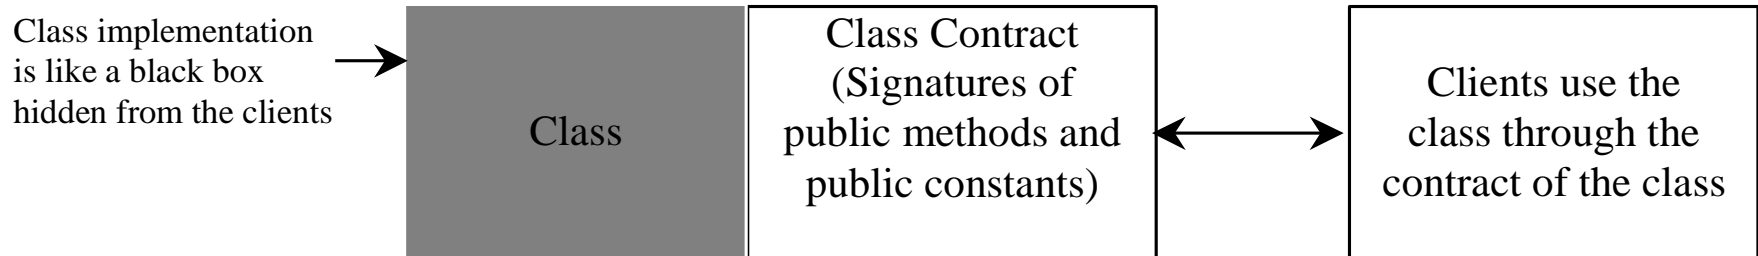 Class implementation
is like a black box
hidden from the clients
Class
Class Contract
(Signatures of
public methods and
public constants)
Clients use the
class through the
contract of the class